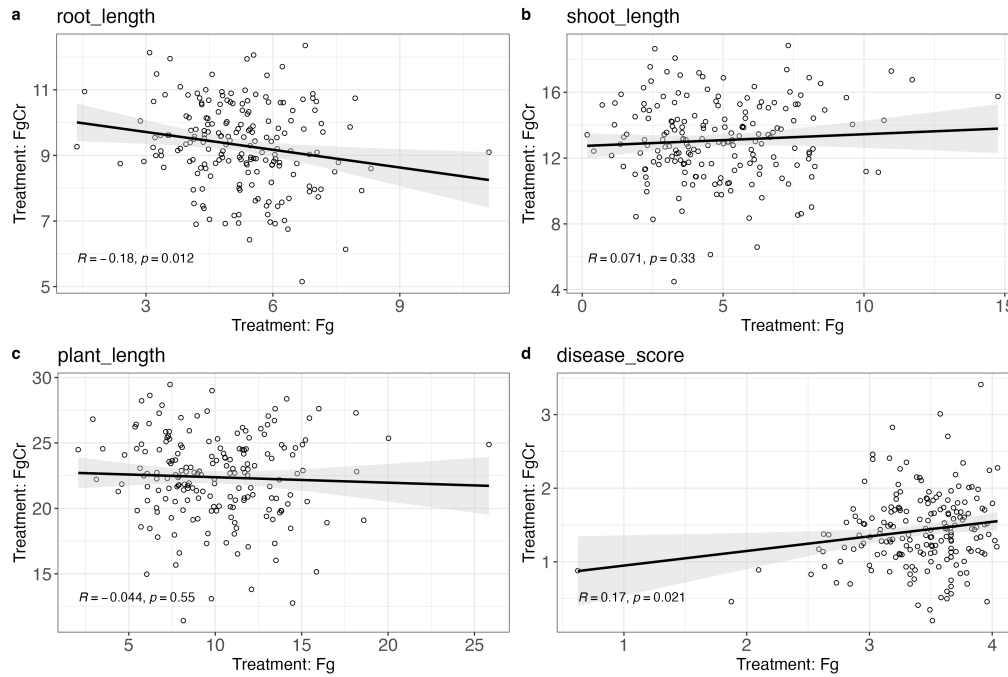 a root_length
Treatment: FgCr
11
9
7
5
R = −0.18, p = 0.012
3 6 9
Treatment: Fg
b shoot_length
Treatment: FgCr
16
12
8
4
R = 0.071, p = 0.33
0 5 10 15
Treatment: Fg
c plant_length
Treatment: FgCr
30
25
20
15
R = −0.044, p = 0.55
5 10 15 20 25
Treatment: Fg
d disease_score
Treatment: FgCr
3
2
1
R = 0.17, p = 0.021
1 2 3 4
Treatment: Fg